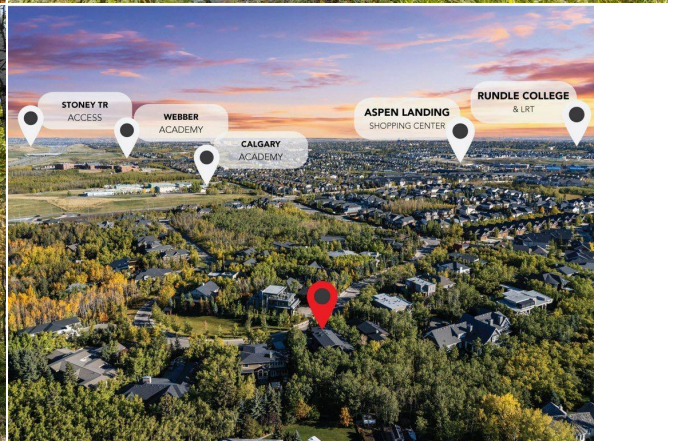 STONEY TR
ACCESS
WEBBER
ACADEMY
CALGARY
ACADEMY
ASPEN LANDING
SHOPPING CENTER
RUNDLE COLLEGE
& LRT